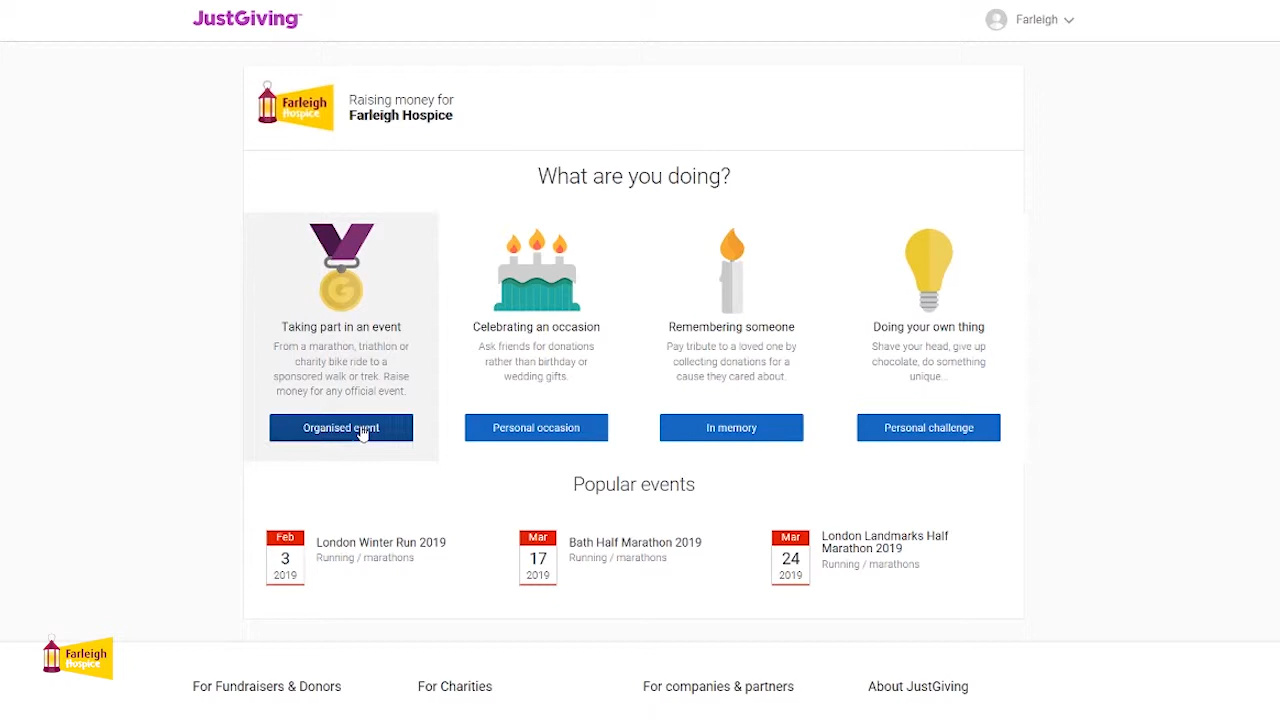 JustGiving
Farleigh
Farleigh
Hospice
Raising money for
Farleigh Hospice
What are you doing?
G
Taking part in an event
From a marathon, triathlon or
charity bike ride to a
sponsored walk or trek. Raise
money for any official event.
Organised event
Celebrating an occasion
Ask friends for donations
rather than birthday or
wedding gifts.
Personal occasion
Remembering someone
Pay tribute to a loved one by
collecting donations for a
cause they cared about.
In memory
Doing your own thing
Shave your head, give up
chocolate, do something
unique...
Personal challenge
Popular events
Feb
3
2019
London Winter Run 2019
Running / marathons
Mar
17
2019
Bath Half Marathon 2019
Running / marathons
Mar
24
2019
London Landmarks Half
Marathon 2019
Running / marathons
Farleigh
Hospice
For Fundraisers & Donors
For Charities
For companies & partners
About JustGiving